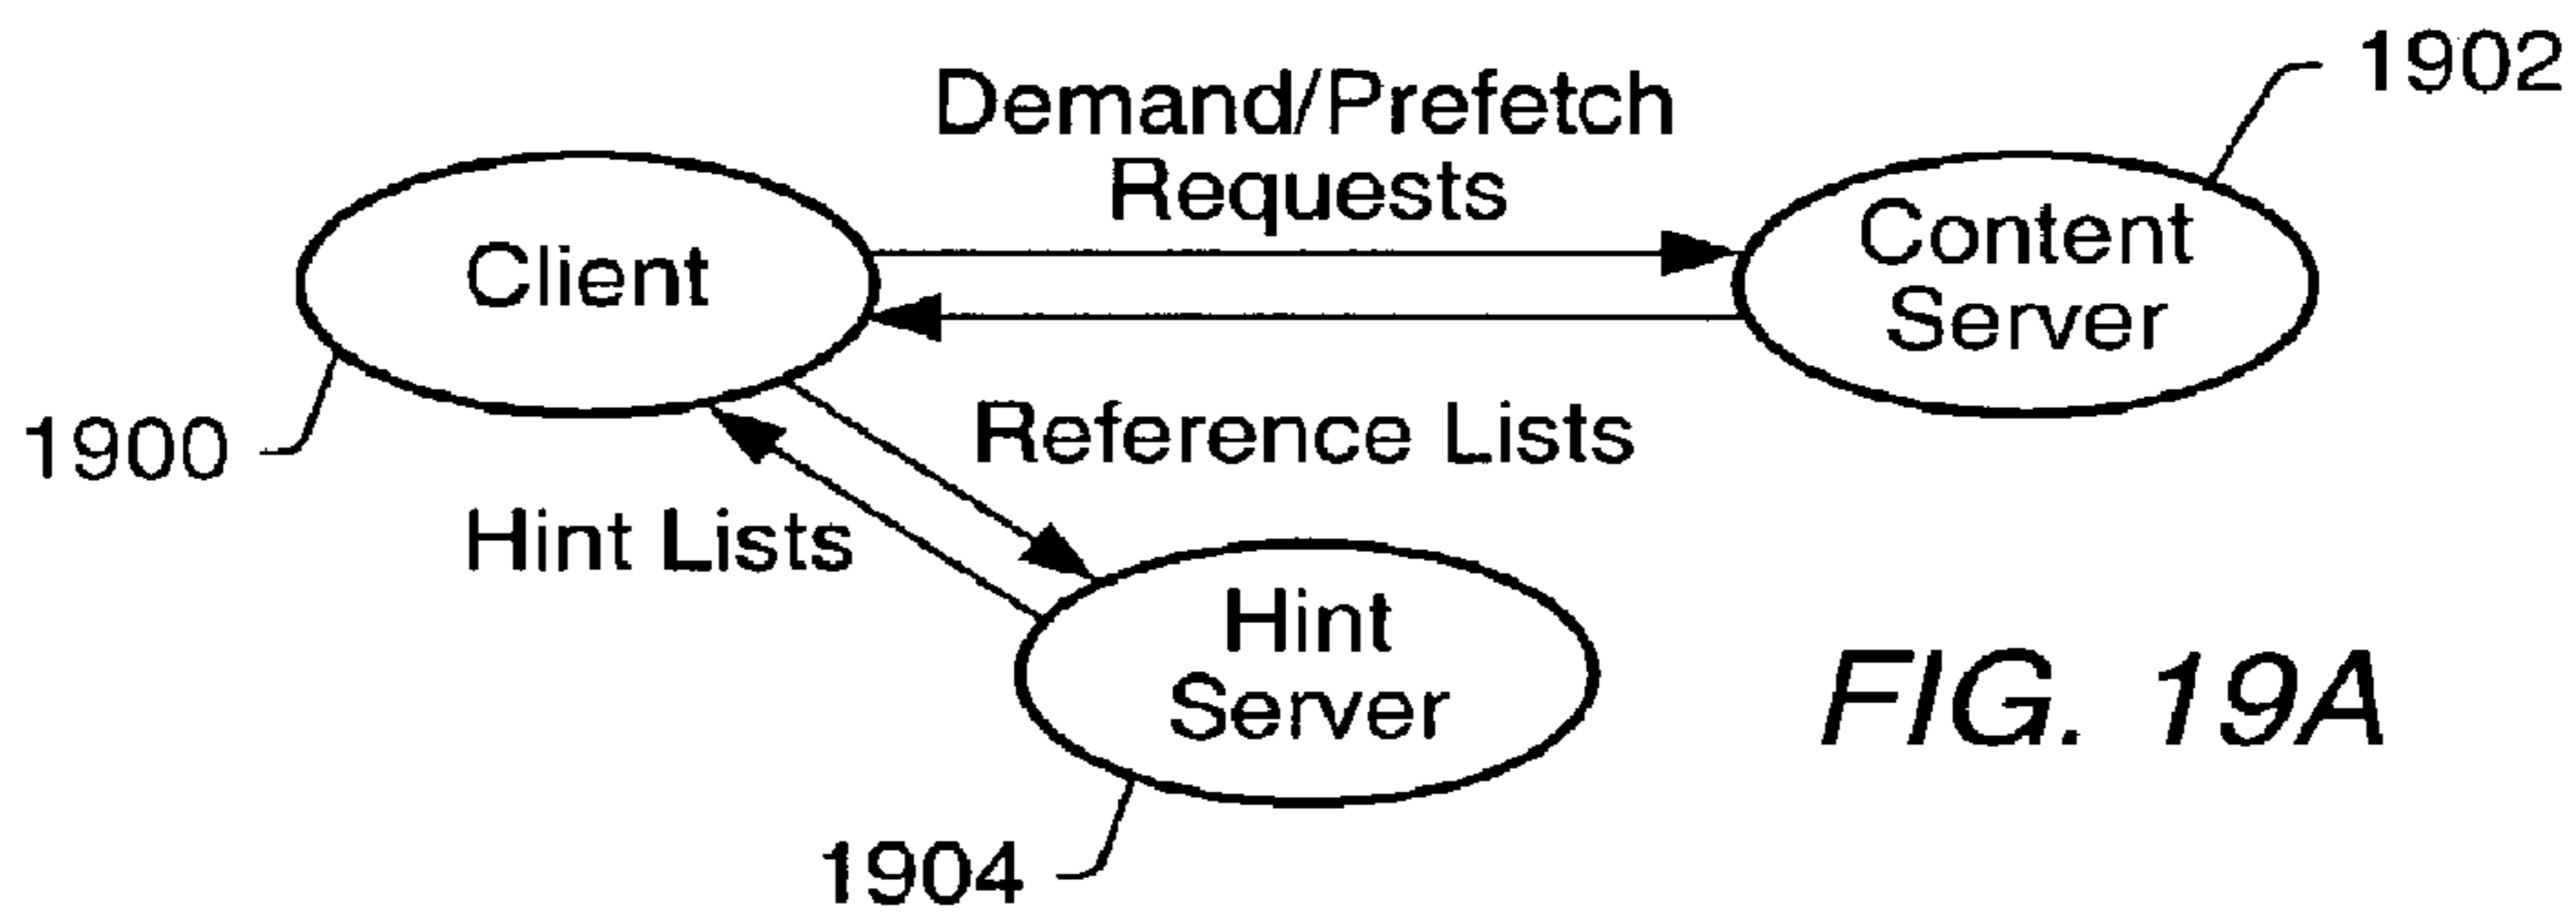 1902
Demand/Prefetch
Requests
Client
Content
Server
1900
Reference Lists
Hint Lists
Hint
Server
1904
FIG. 19A